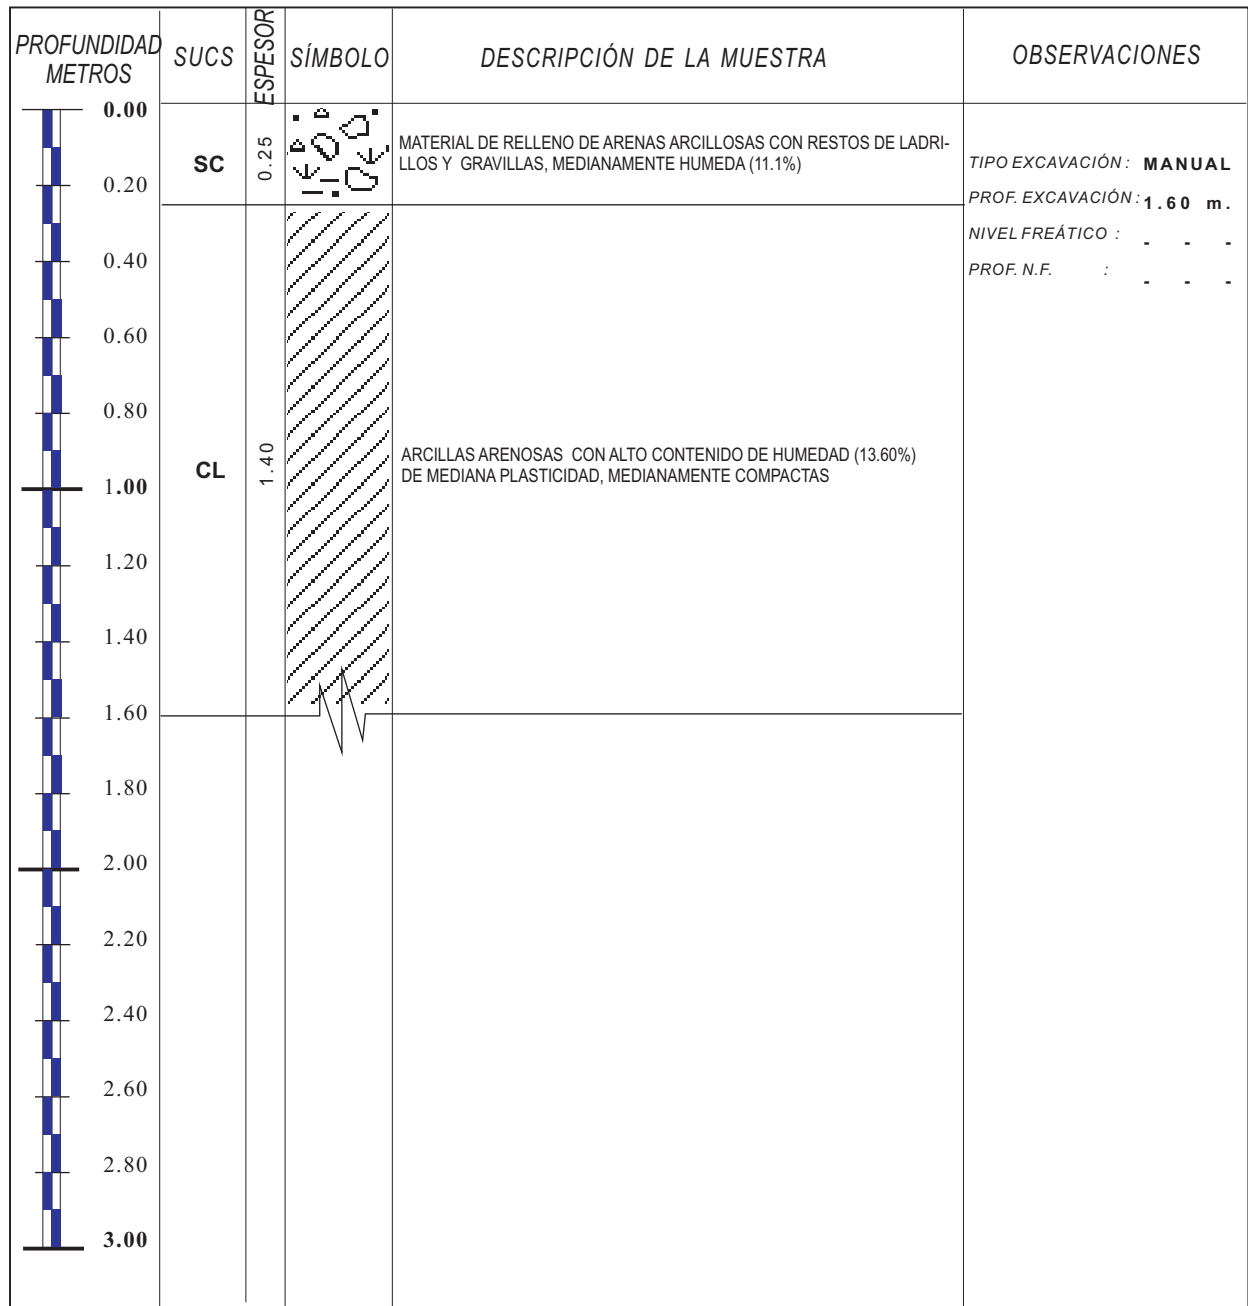 PROFUNDIDAD
METROS
SUCS
ESPESOR
SÍMBOLO
DESCRIPCIÓN DE LA MUESTRA
OBSERVACIONES
0.00
0.20
0.40
0.60
0.80
1.00
1.20
1.40
1.60
1.80
2.00
2.20
2.40
2.60
2.80
3.00
SC
0.25
MATERIAL DE RELLENO DE ARENAS ARCILLOSAS CON RESTOS DE LADRI-
LLOS Y GRAVILLAS, MEDIANAMENTE HUMEDA (11.1%)
CL
1.40
ARCILLAS ARENOSAS CON ALTO CONTENIDO DE HUMEDAD (13.60%)
DE MEDIANA PLASTICIDAD, MEDIANAMENTE COMPACTAS
TIPO EXCAVACIÓN : MANUAL
PROF. EXCAVACIÓN : 1.60 m.
NIVEL FREÁTICO : - - -
PROF. N.F. : - - -